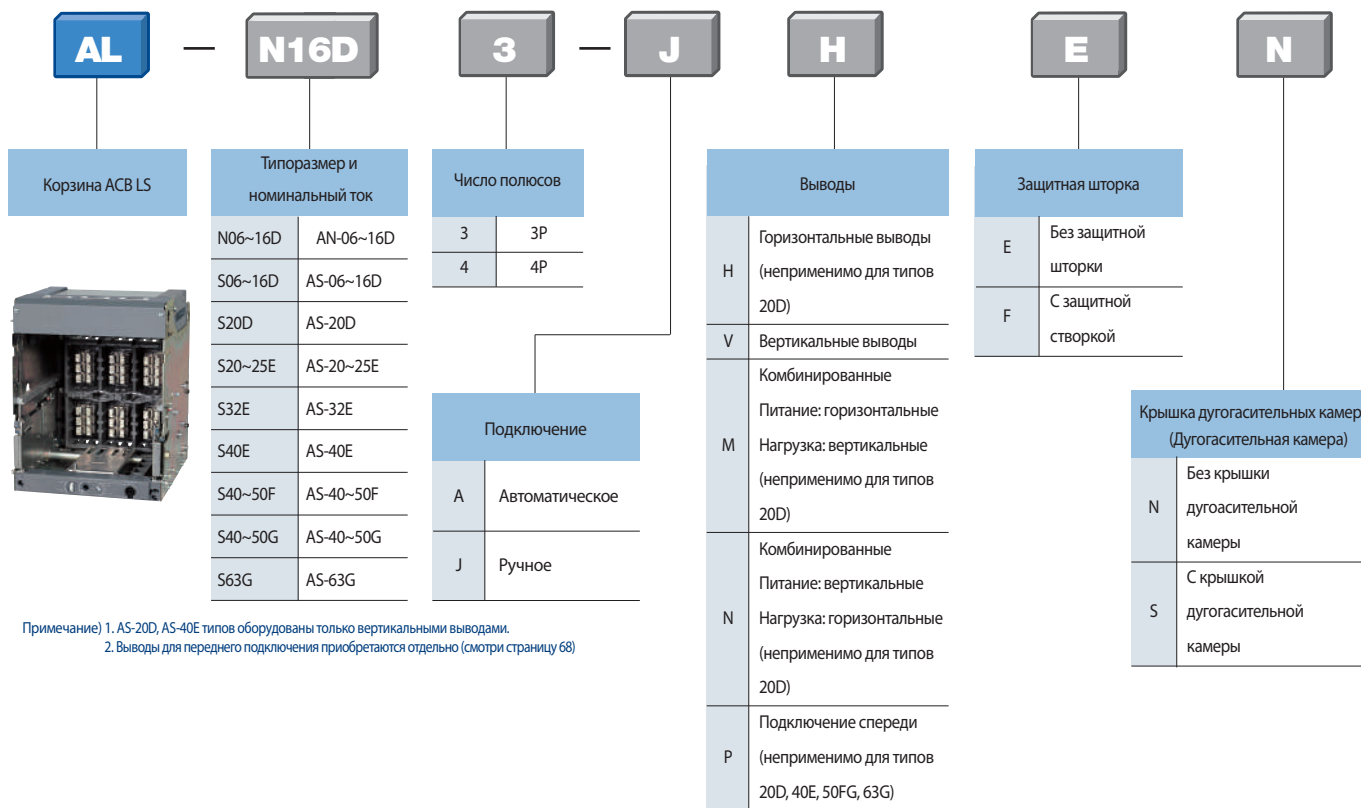 AL — N16D 3 — J H E N
Корзина ACB LS
Типоразмер и
номинальный ток
N06~16D AN-06~16D
S06~16D AS-06~16D
S20D AS-20D
S20~25E AS-20~25E
S32E AS-32E
S40E AS-40E
S40~50F AS-40~50F
S40~50G AS-40~50G
S63G AS-63G
Число полюсов
3 3P
4 4P
Подключение
A Автоматическое
J Ручное
Выводы
H
Горизонтальные выводы
(неприменимо для типов
20D)
V Вертикальные выводы
M
Комбинированные
Питание: горизонтальные
Нагрузка: вертикальные
(неприменимо для типов
20D)
N
Комбинированные
Питание: вертикальные
Нагрузка: горизонтальные
(неприменимо для типов
20D)
P
Подключение спереди
(неприменимо для типов
20D, 40E, 50FG, 63G)
Защитная шторка
E
Без защитной
шторки
F
С защитной
створкой
Крышка дугогасительных камер
(Дугогасительная камера)
N
Без крышки
дугоасительной
камеры
S
С крышкой
дугогасительной
камеры
Примечание) 1. AS-20D, AS-40E типов оборудованы только вертикальными выводами.
2. Выводы для переднего подключения приобретаются отдельно (смотри страницу 68)